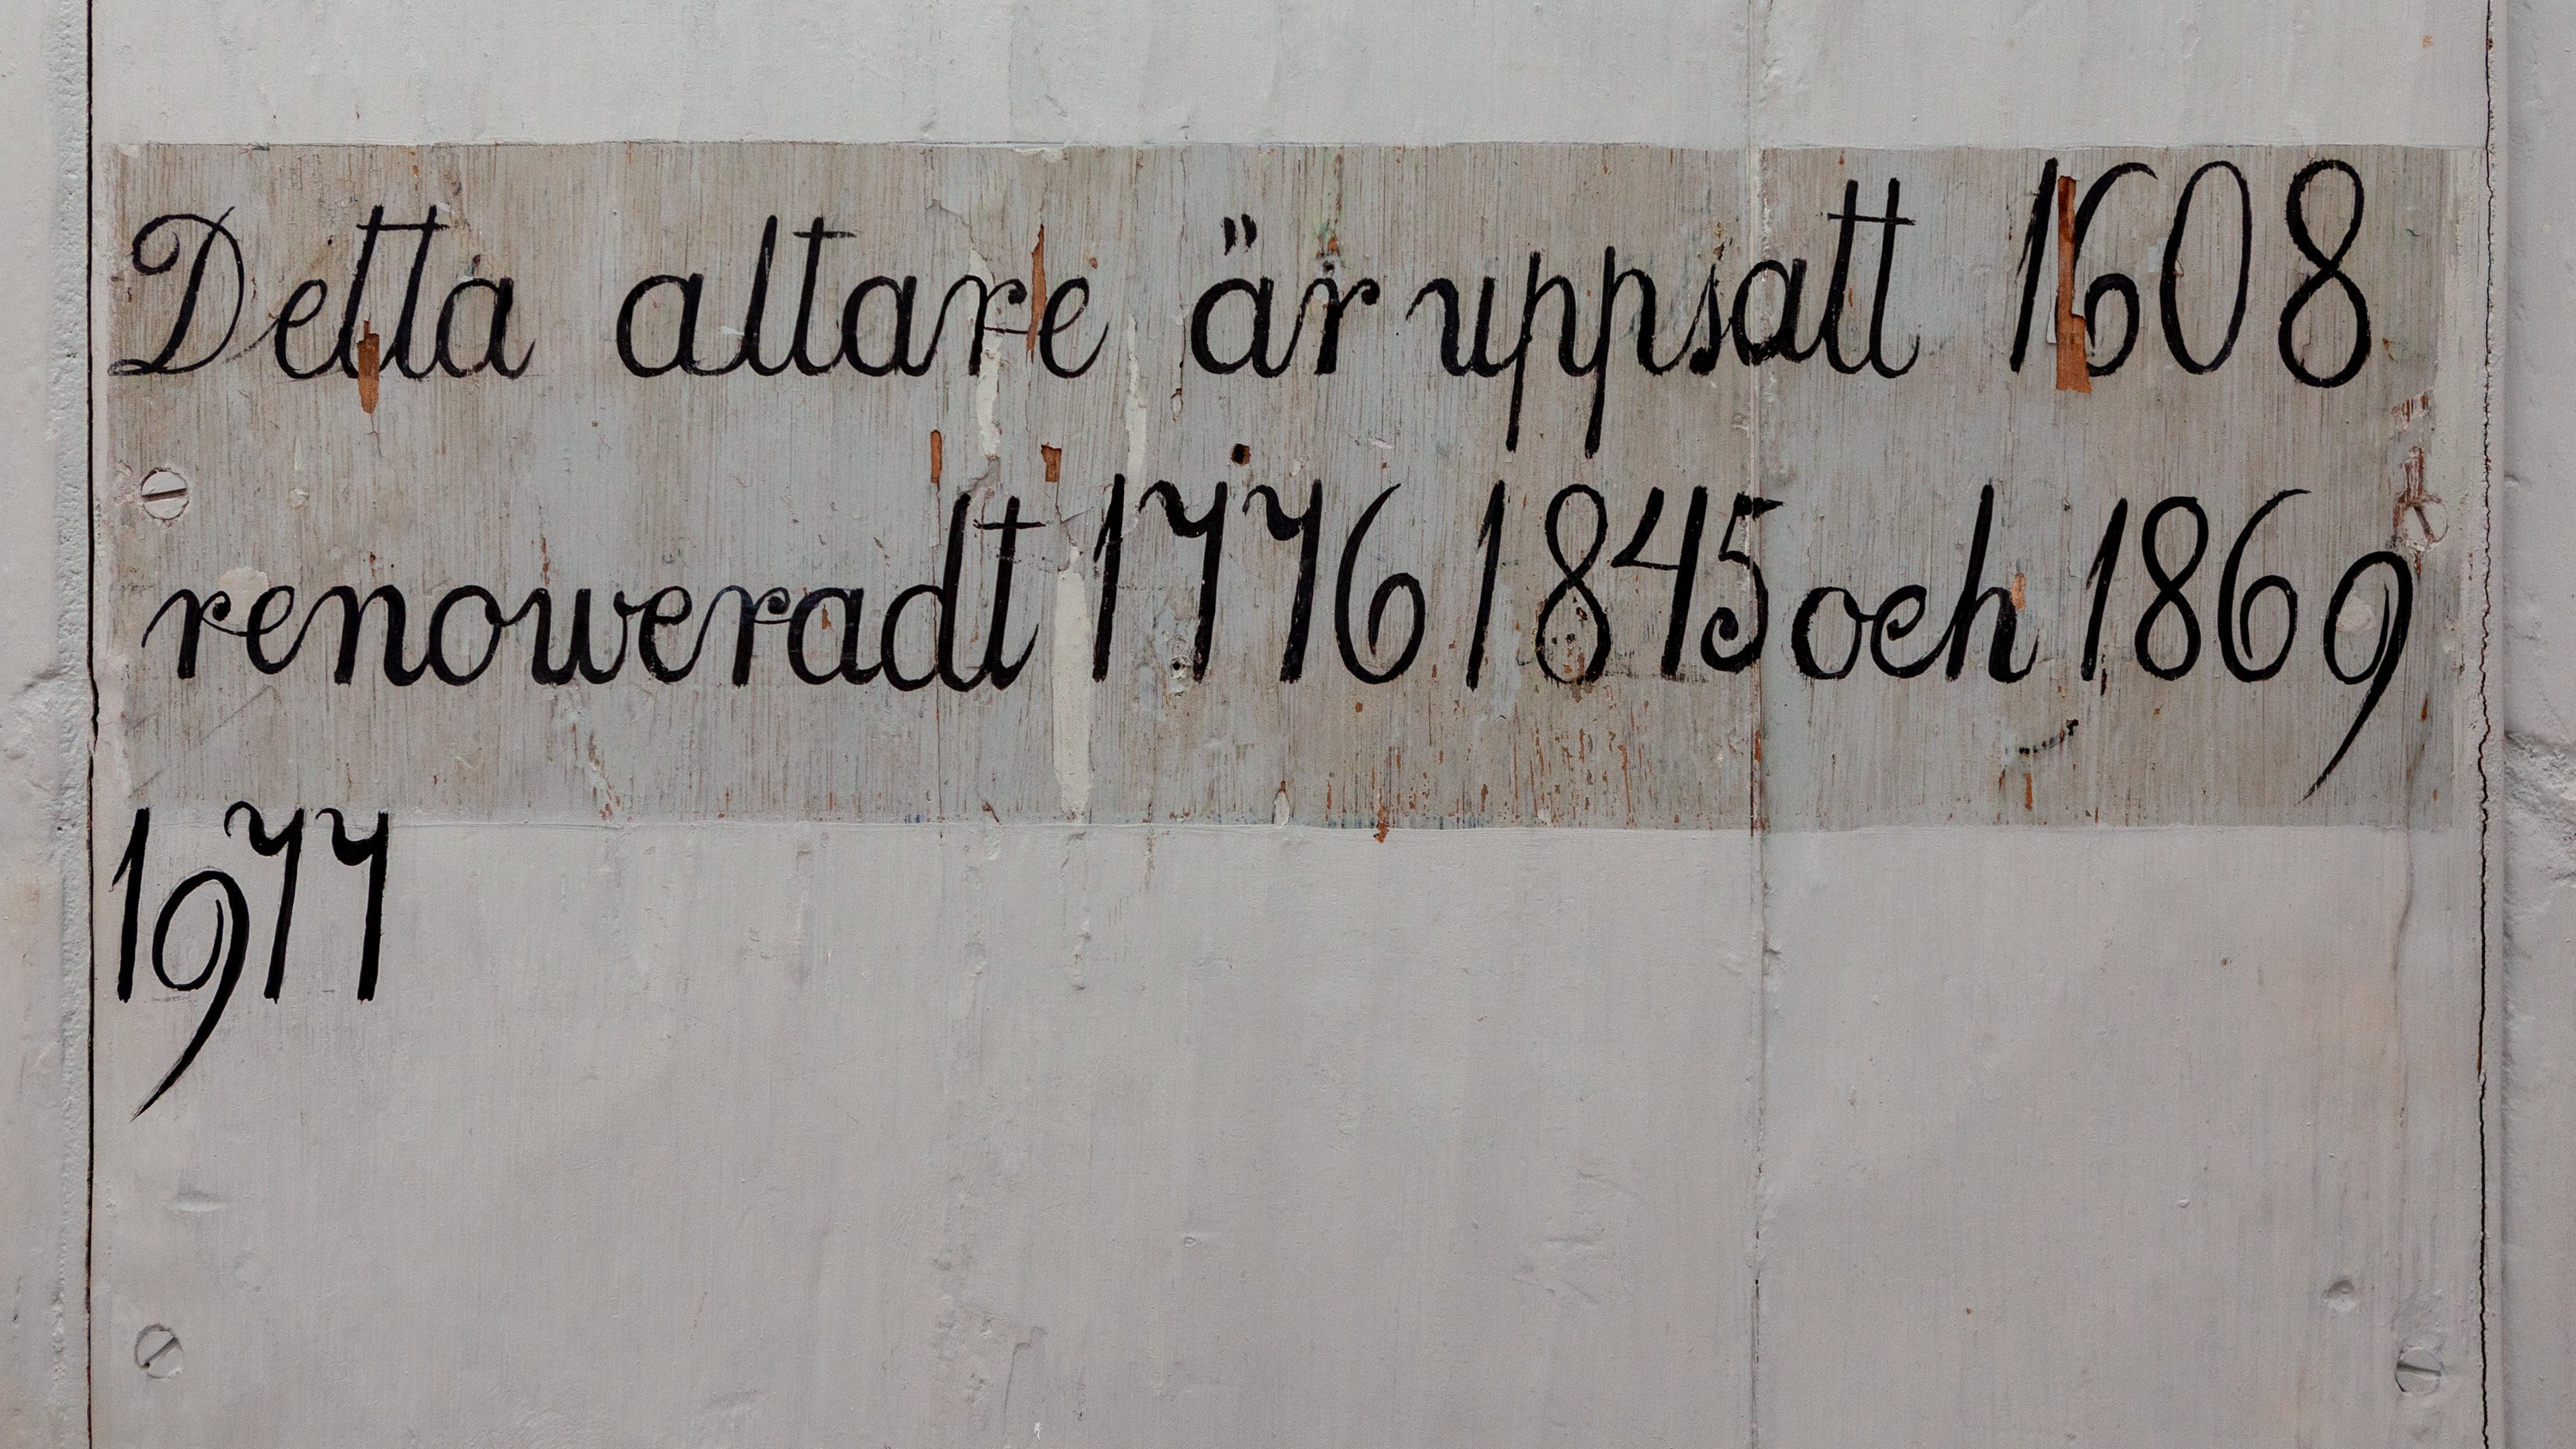 Detta altare är uppsatt 1608
renoweradt 1776 1845 och 1869
1977